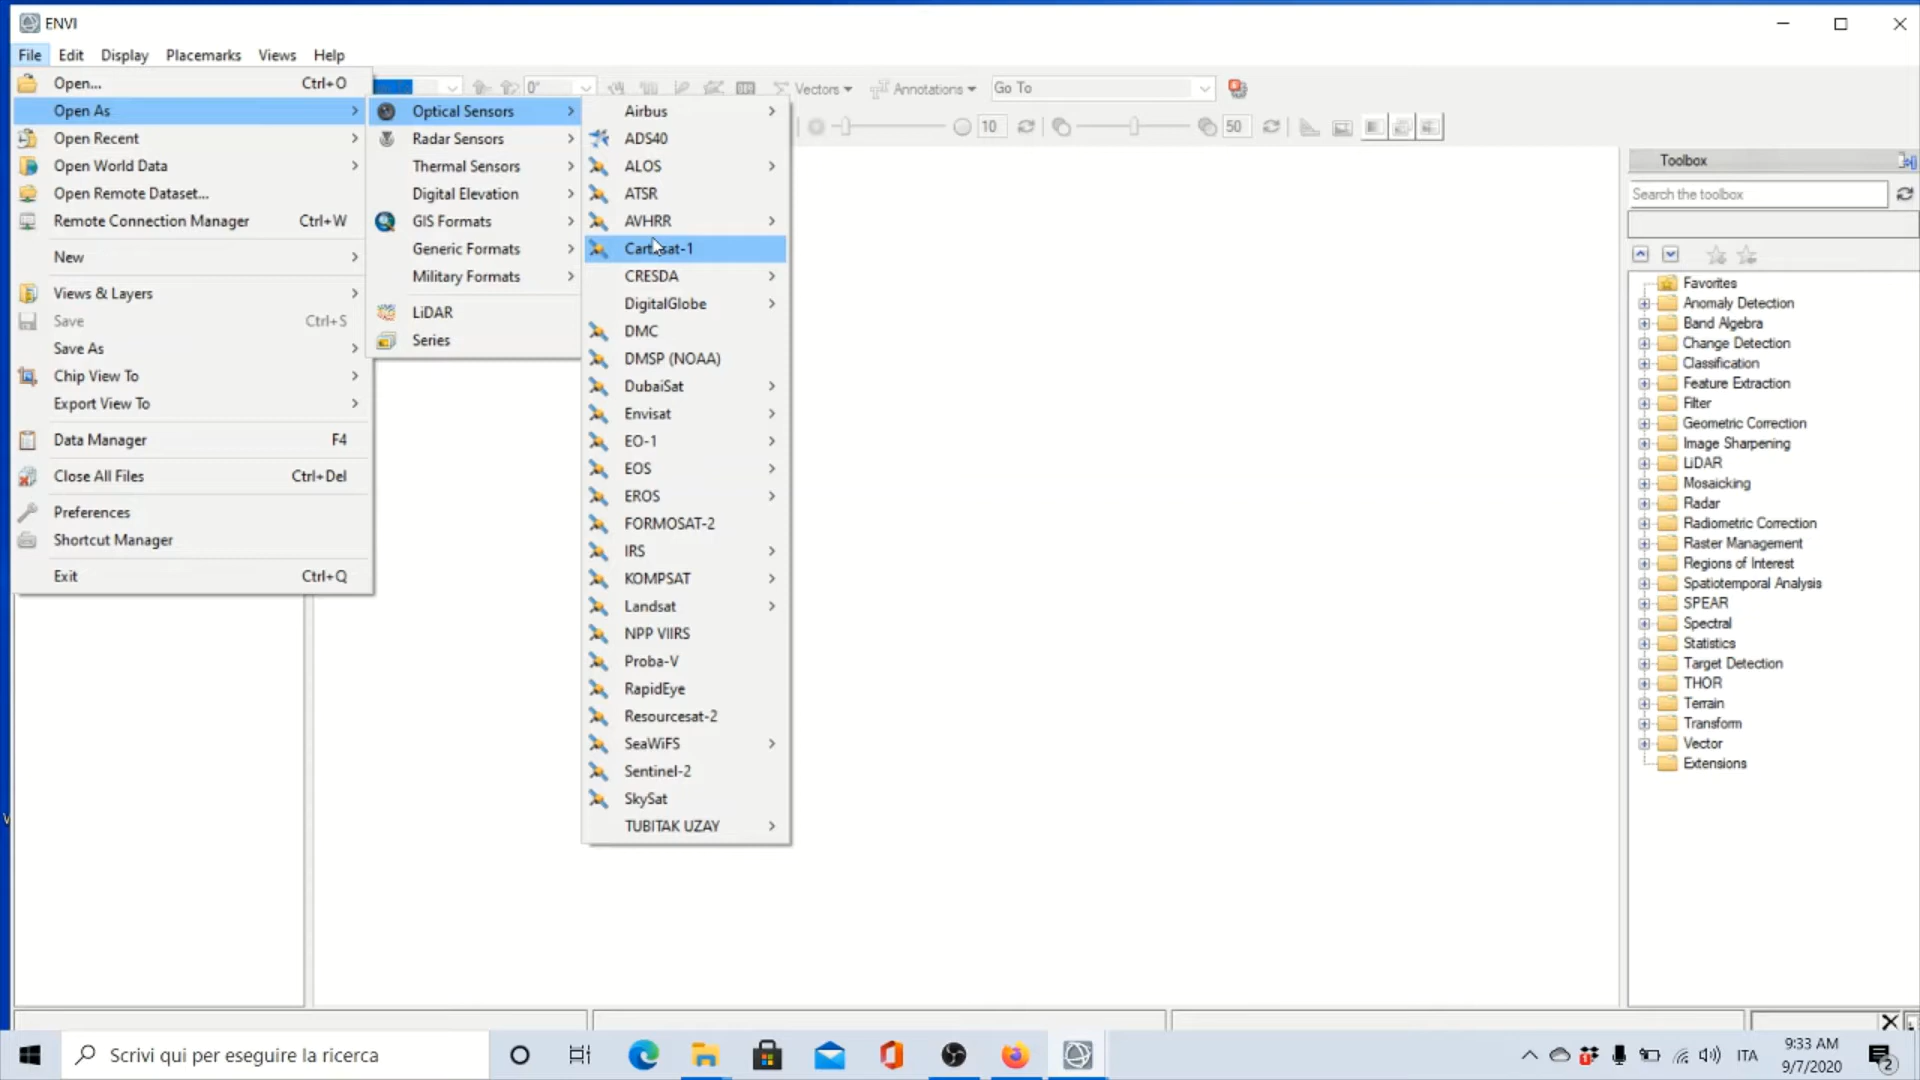 ENVI
File Edit Display Placemarks Views Help
Open... Ctrl+O
Open As
Open Recent
Open World Data
Open Remote Dataset...
Remote Connection Manager Ctrl+W
New
Views & Layers
Save Ctrl+S
Save As
Chip View To
Export View To
Data Manager F4
Close All Files Ctrl+Del
Preferences
Shortcut Manager
Exit Ctrl+Q
Optical Sensors
Radar Sensors
Thermal Sensors
Digital Elevation
GIS Formats
Generic Formats
Military Formats
LiDAR
Series
Airbus
ADS40
ALOS
ATSR
AVHRR
Cartosat-1
CRESDA
DigitalGlobe
DMC
DMSP (NOAA)
DubaiSat
Envisat
EO-1
EOS
EROS
FORMOSAT-2
IRS
KOMPSAT
Landsat
NPP VIIRS
Proba-V
RapidEye
Resourcesat-2
SeaWiFS
Sentinel-2
SkySat
TUBITAK UZAY
0° Vectors Annotations Go To
10 50
Toolbox
Search the toolbox
Favorites
Anomaly Detection
Band Algebra
Change Detection
Classification
Feature Extraction
Filter
Geometric Correction
Image Sharpening
LiDAR
Mosaicking
Radar
Radiometric Correction
Raster Management
Regions of Interest
Spatiotemporal Analysis
SPEAR
Spectral
Statistics
Target Detection
THOR
Terrain
Transform
Vector
Extensions
Scrivi qui per eseguire la ricerca
ITA
9:33 AM
9/7/2020
2